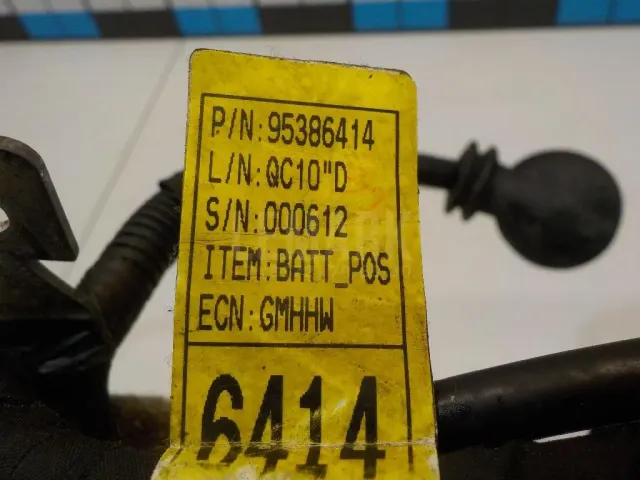 P/N:95386414
L/N:QC10"D
S/N:000612
ITEM:BATT_POS
ECN:GMHHW
6414